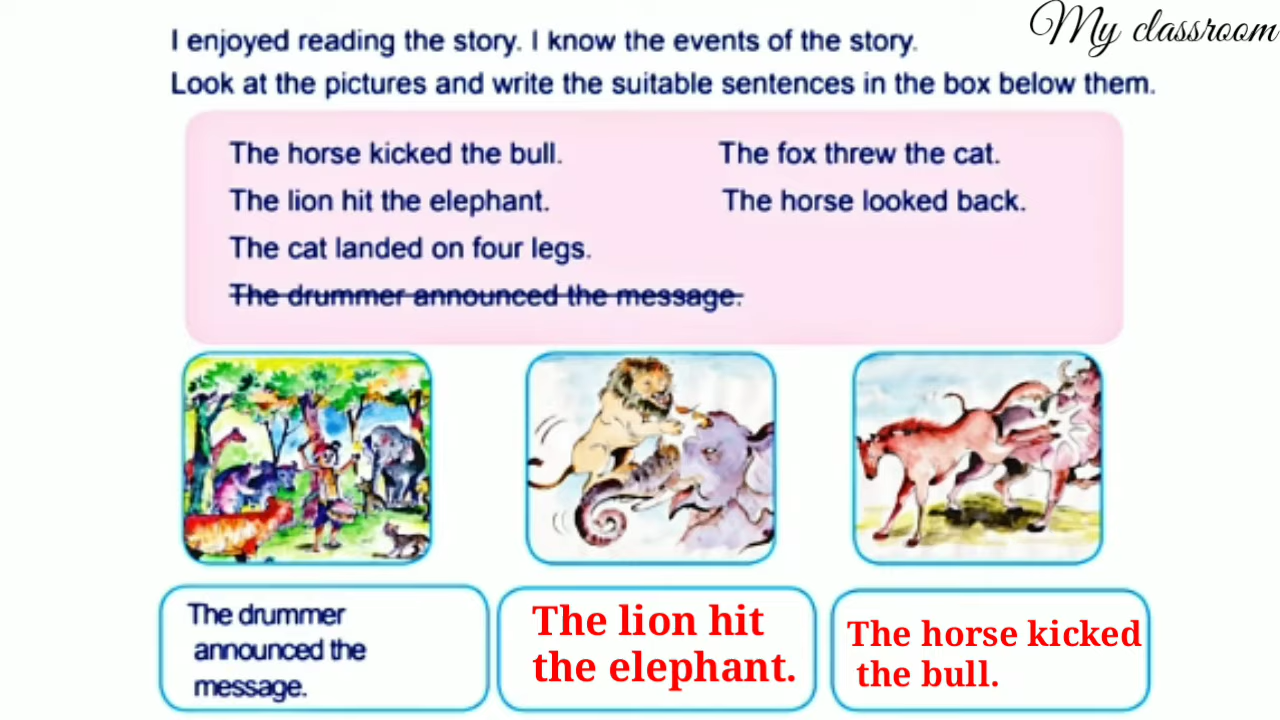 My classroom
I enjoyed reading the story. I know the events of the story.
Look at the pictures and write the suitable sentences in the box below them.
The horse kicked the bull.
The fox threw the cat.
The lion hit the elephant.
The horse looked back.
The cat landed on four legs.
The drummer announced the message.
The drummer
announced the
message.
The lion hit
the elephant.
The horse kicked
the bull.